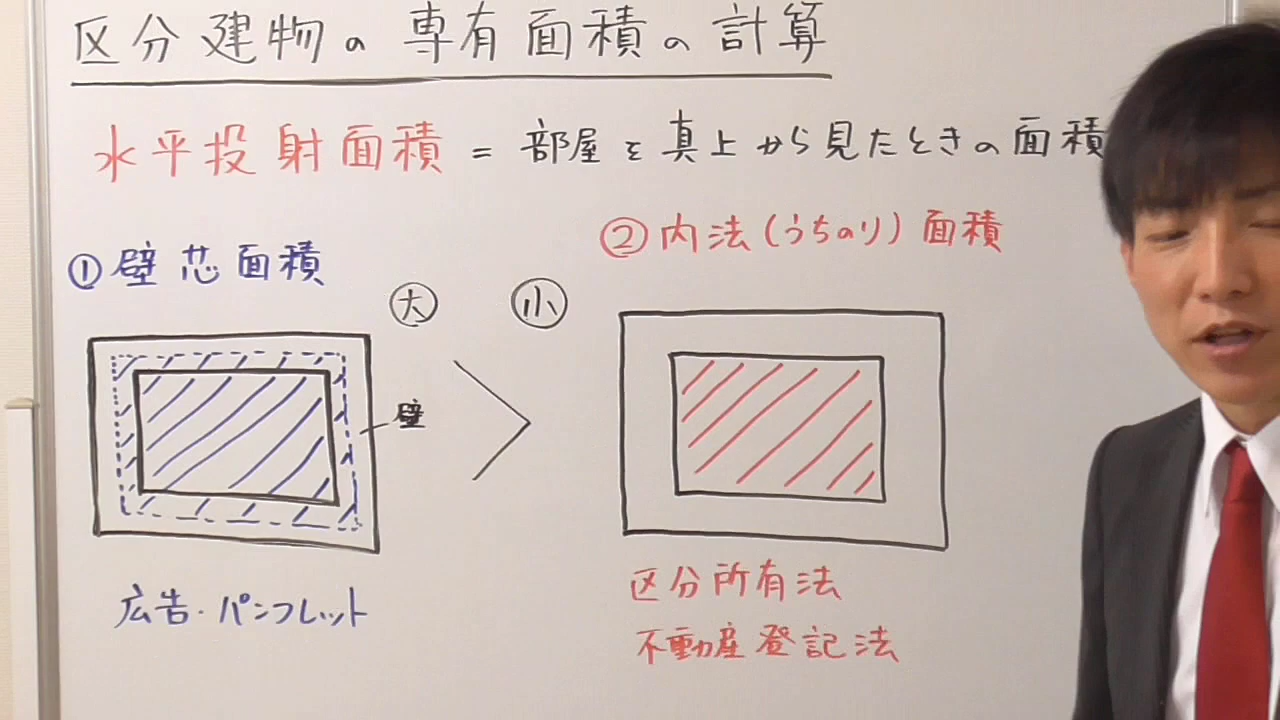 区分建物の専有面積の計算
水平投射面積 = 部屋を真上から見たときの面積
①壁芯面積
大
小
②内法(うちのり)面積
壁
広告・パンフレット
区分所有法
不動産登記法